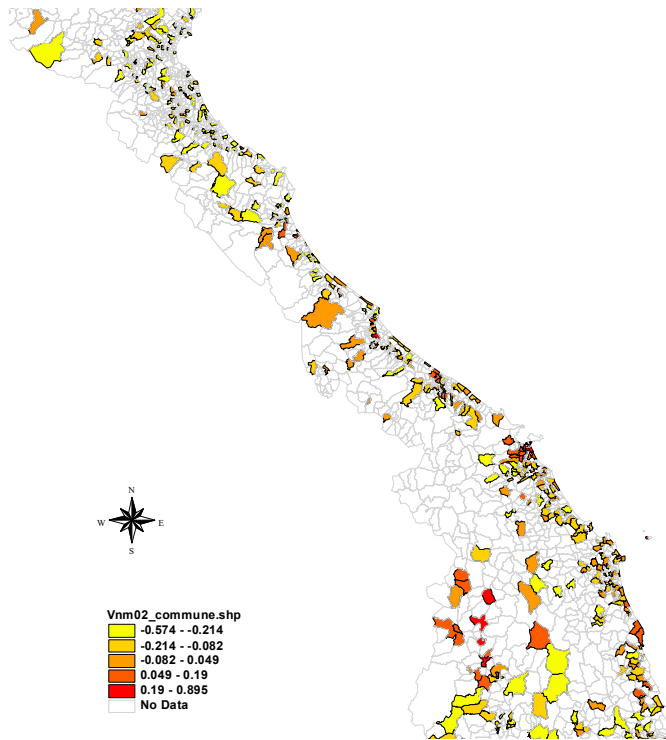 N
W E
S
Vnm02_commune.shp
-0.574 - -0.214
-0.214 - -0.082
-0.082 - 0.049
0.049 - 0.19
0.19 - 0.895
No Data